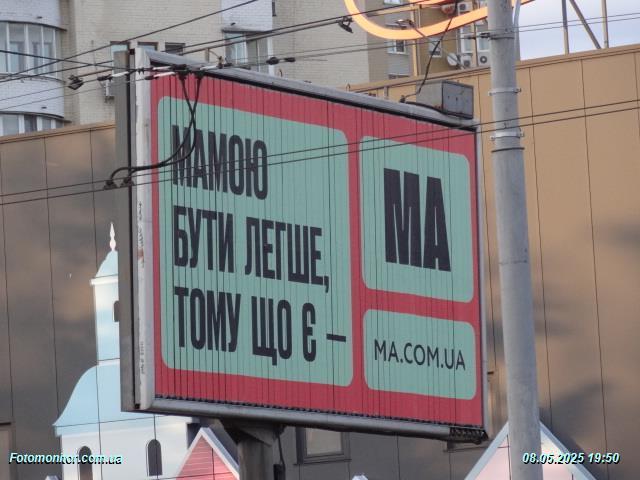 МАМОЮ
БУТИ ЛЕГШЕ,
ТОМУ ЩО Є –
МА
MA.COM.UA
Fotomonitor.com.ua
08.05.2025 19:50